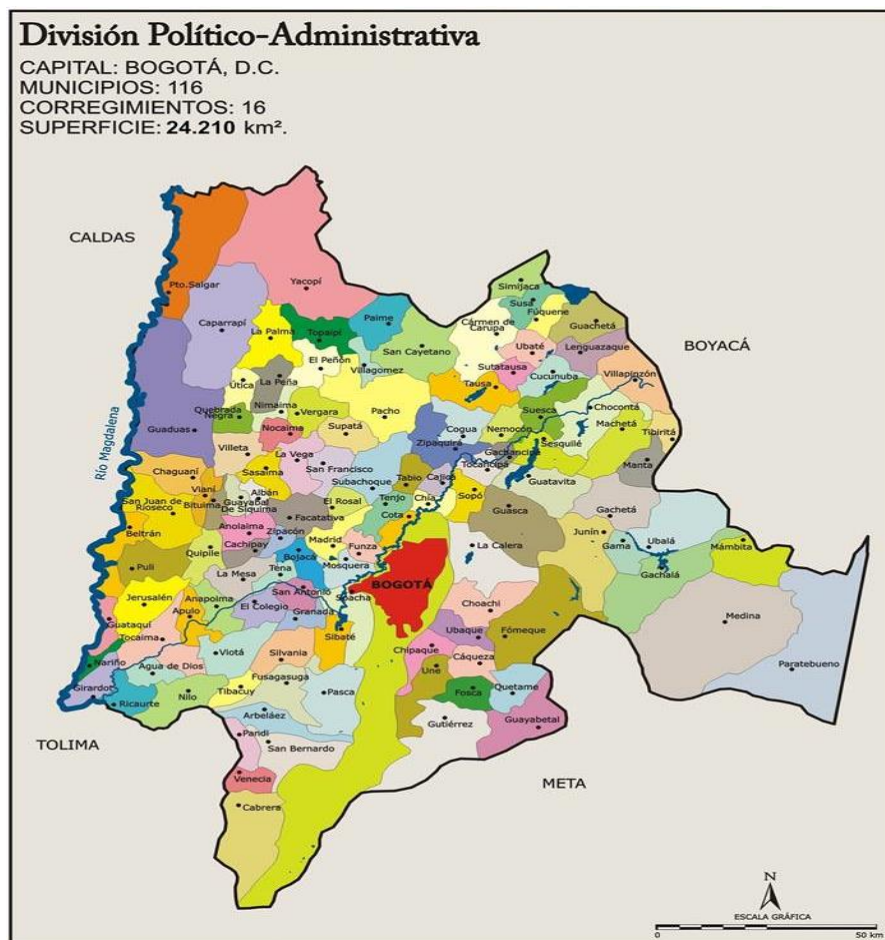 División Político-Administrativa
CAPITAL: BOGOTÁ, D.C.
MUNICIPIOS: 116
CORREGIMIENTOS: 16
SUPERFICIE: 24.210 km².
CALDAS
BOYACÁ
TOLIMA
META
Río Magdalena
Pto.Salgar
Yacopí
Caparrapí
La Palma
Topaipí
Paime
San Cayetano
Simijaca
Susa
Fúquene
Cármen de
Carupa
Guachetá
Ubaté
Lenguazaque
El Peñón
Villagomez
Sutatausa
Cucunuba
Villapinzón
Útica
La Peña
Tausa
Quebrada
Negra
Nimaima
Vergara
Pacho
Suesca
Chocontá
Guaduas
Nocaima
Supatá
Cogua
Nemocón
Machetá
Tibiritá
Villeta
Zipaquirá
Sesquilé
La Vega
San Francisco
Gachancipá
Tocancipá
Manta
Chaguaní
Sasaima
Subachoque
Tabio
Cajicá
Guatavita
Vianí
Albán
San Juan de
Rioseco
Bituima
Guayabal
De Siquima
El Rosal
Tenjo
Chía
Sopó
Guasca
Gachetá
Beltrán
Anolaima
Facatativa
Cota
Junín
Zipacón
Madrid
Funza
La Calera
Gama
Ubalá
Mámbita
Cachipay
Quipile
Bojacá
Mosquera
Puli
La Mesa
Tena
BOGOTÁ
Gachalá
San Antonio
Soacha
Jerusalén
Anapoima
El Colegio
Granada
Choachi
Medina
Guataquí
Apulo
Tocaima
Sibaté
Ubaque
Fómeque
Chipaque
Viotá
Silvania
Cáqueza
Nariño
Agua de Dios
Une
Paratebueno
Fusagasuga
Girardot
Nilo
Tibacuy
Pasca
Fosca
Quetame
Ricaurte
Arbeláez
Gutiérrez
Guayabetal
Pandi
San Bernardo
Venecia
Cabrera
N
ESCALA GRÁFICA
0 50 km